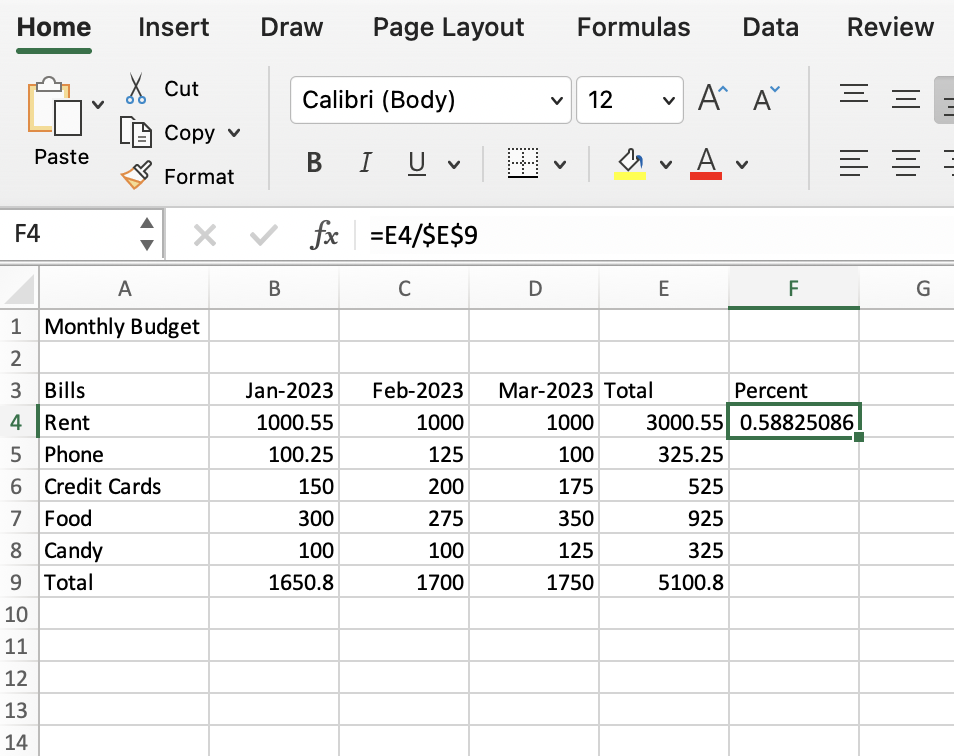 Home Insert Draw Page Layout Formulas Data Review
Cut
Calibri (Body) 12 A A
Copy
Paste
B I U A
Format
F4 fx =E4/$E$9
A B C D E F G
1 Monthly Budget
2
3 Bills Jan-2023 Feb-2023 Mar-2023 Total Percent
4 Rent 1000.55 1000 1000 3000.55 0.58825086
5 Phone 100.25 125 100 325.25
6 Credit Cards 150 200 175 525
7 Food 300 275 350 925
8 Candy 100 100 125 325
9 Total 1650.8 1700 1750 5100.8
10
11
12
13
14